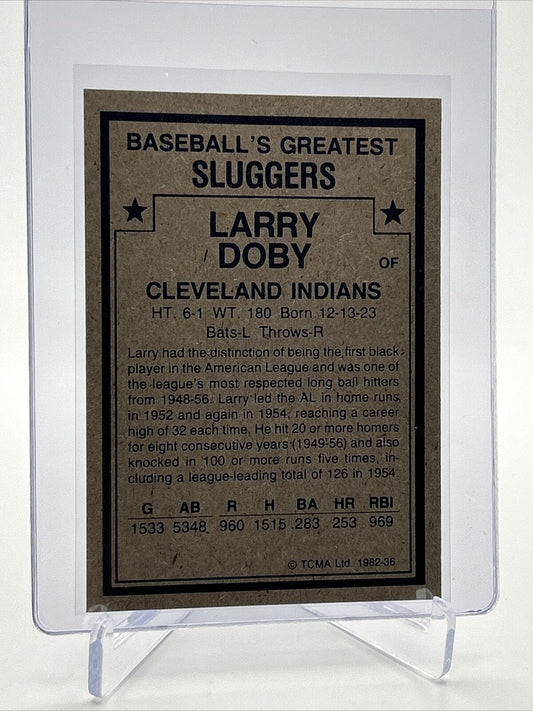 BASEBALL'S GREATEST
SLUGGERS
LARRY
DOBY
OF
CLEVELAND INDIANS
HT. 6-1 WT. 180 Born 12-13-23
Bats-L Throws-R
Larry had the distinction of being the first black
player in the American League and was one of
the league's most respected long ball hitters
from 1948-56. Larry led the AL in home runs
in 1952 and again in 1954, reaching a career
high of 32 each time. He hit 20 or more homers
for eight consecutive years (1949-56) and also
knocked in 100 or more runs five times, in-
cluding a league-leading total of 126 in 1954.
G AB R H BA HR RBI
1533 5348 960 1515 .283 253 969
© TCMA Ltd. 1982-36